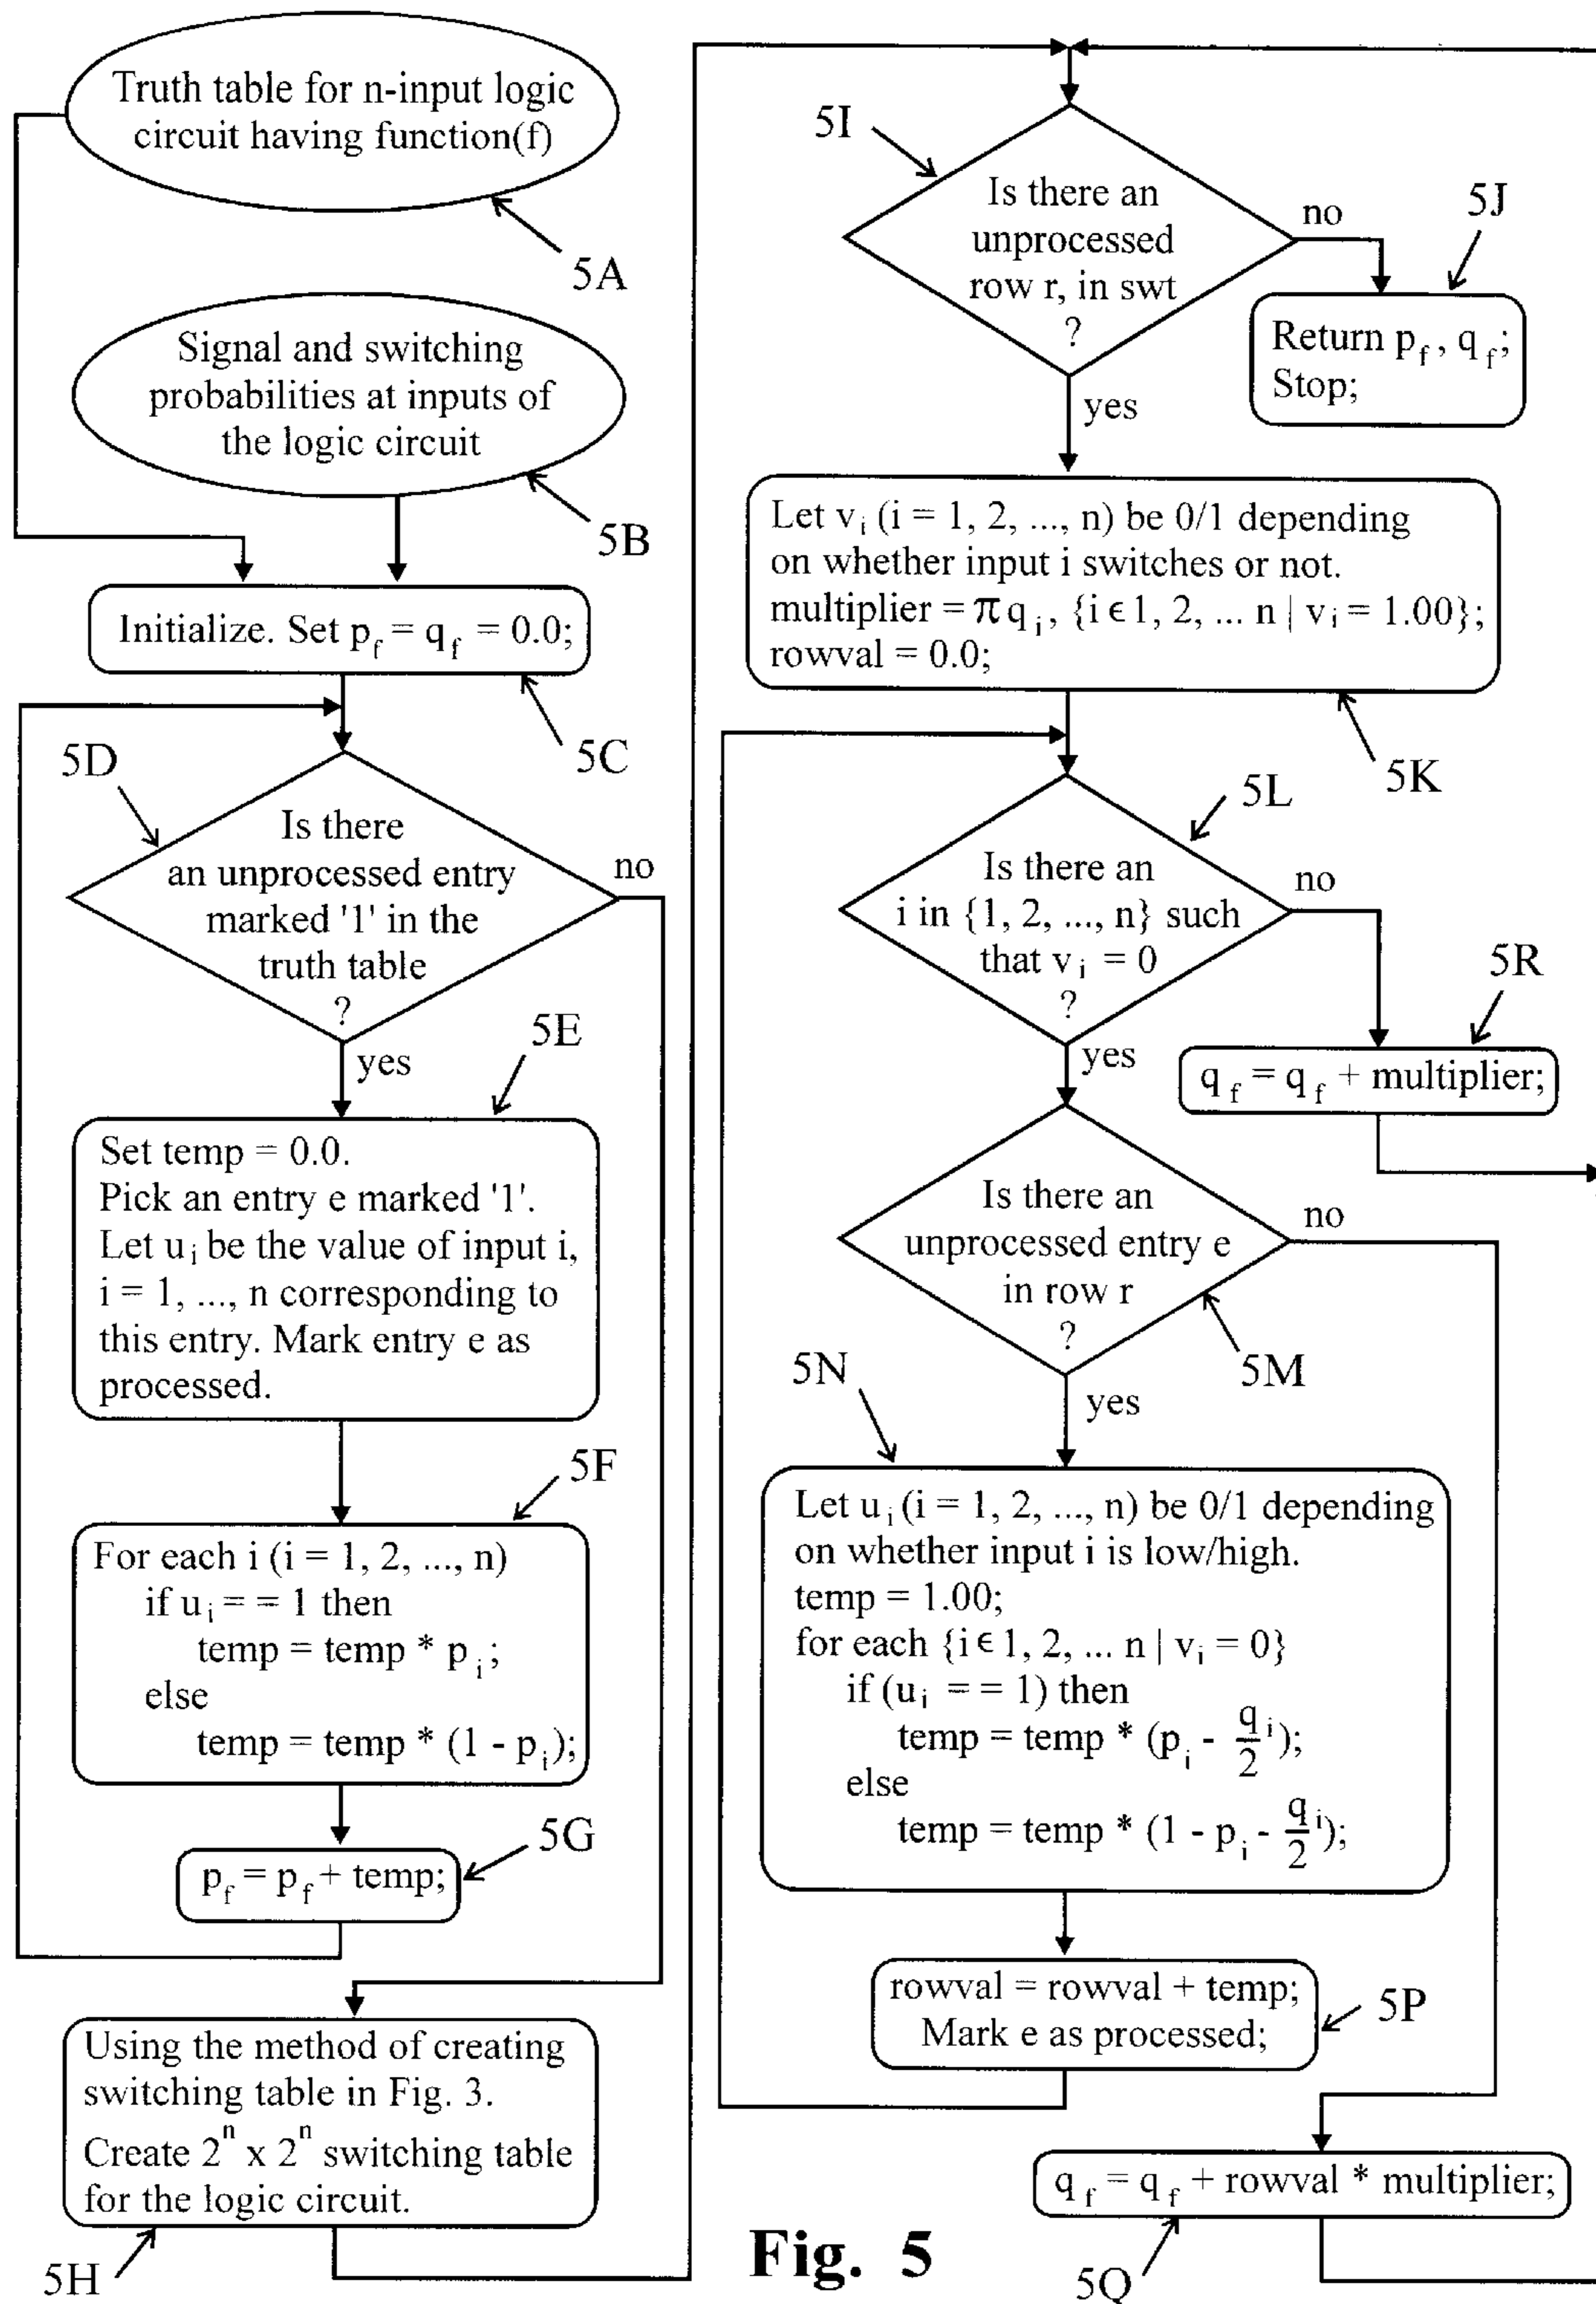 Truth table for n-input logic
circuit having function(f)
5A
Signal and switching
probabilities at inputs of
the logic circuit
5B
Initialize. Set p_f = q_f = 0.0;
5C
5D
Is there
an unprocessed entry
marked '1' in the
truth table
?
no
yes
5E
Set temp = 0.0.
Pick an entry e marked '1'.
Let u_i be the value of input i,
i = 1, ..., n corresponding to
this entry. Mark entry e as
processed.
5F
For each i (i = 1, 2, ..., n)
if u_i = = 1 then
temp = temp * p_i;
else
temp = temp * (1 - p_i);
5G
p_f = p_f + temp;
Using the method of creating
switching table in Fig. 3.
Create 2^n x 2^n switching table
for the logic circuit.
5H
5I
Is there an
unprocessed
row r, in swt
?
no
yes
5J
Return p_f, q_f;
Stop;
Let v_i (i = 1, 2, ..., n) be 0/1 depending
on whether input i switches or not.
multiplier = π q_i, {i ϵ 1, 2, ... n | v_i = 1.00};
rowval = 0.0;
5K
5L
Is there an
i in {1, 2, ..., n} such
that v_i = 0
?
no
yes
5R
q_f = q_f + multiplier;
Is there an
unprocessed entry e
in row r
?
no
5M
yes
5N
Let u_i (i = 1, 2, ..., n) be 0/1 depending
on whether input i is low/high.
temp = 1.00;
for each {i ϵ 1, 2, ... n | v_i = 0}
if (u_i = = 1) then
temp = temp * (p_i - q_i/2);
else
temp = temp * (1 - p_i - q_i/2);
rowval = rowval + temp;
Mark e as processed;
5P
q_f = q_f + rowval * multiplier;
5Q
Fig. 5